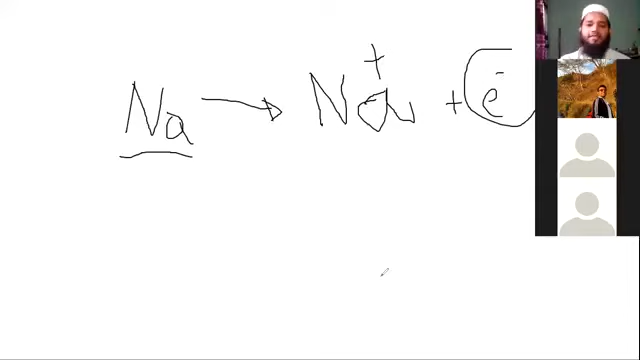 Na → Na⁺ + e⁻